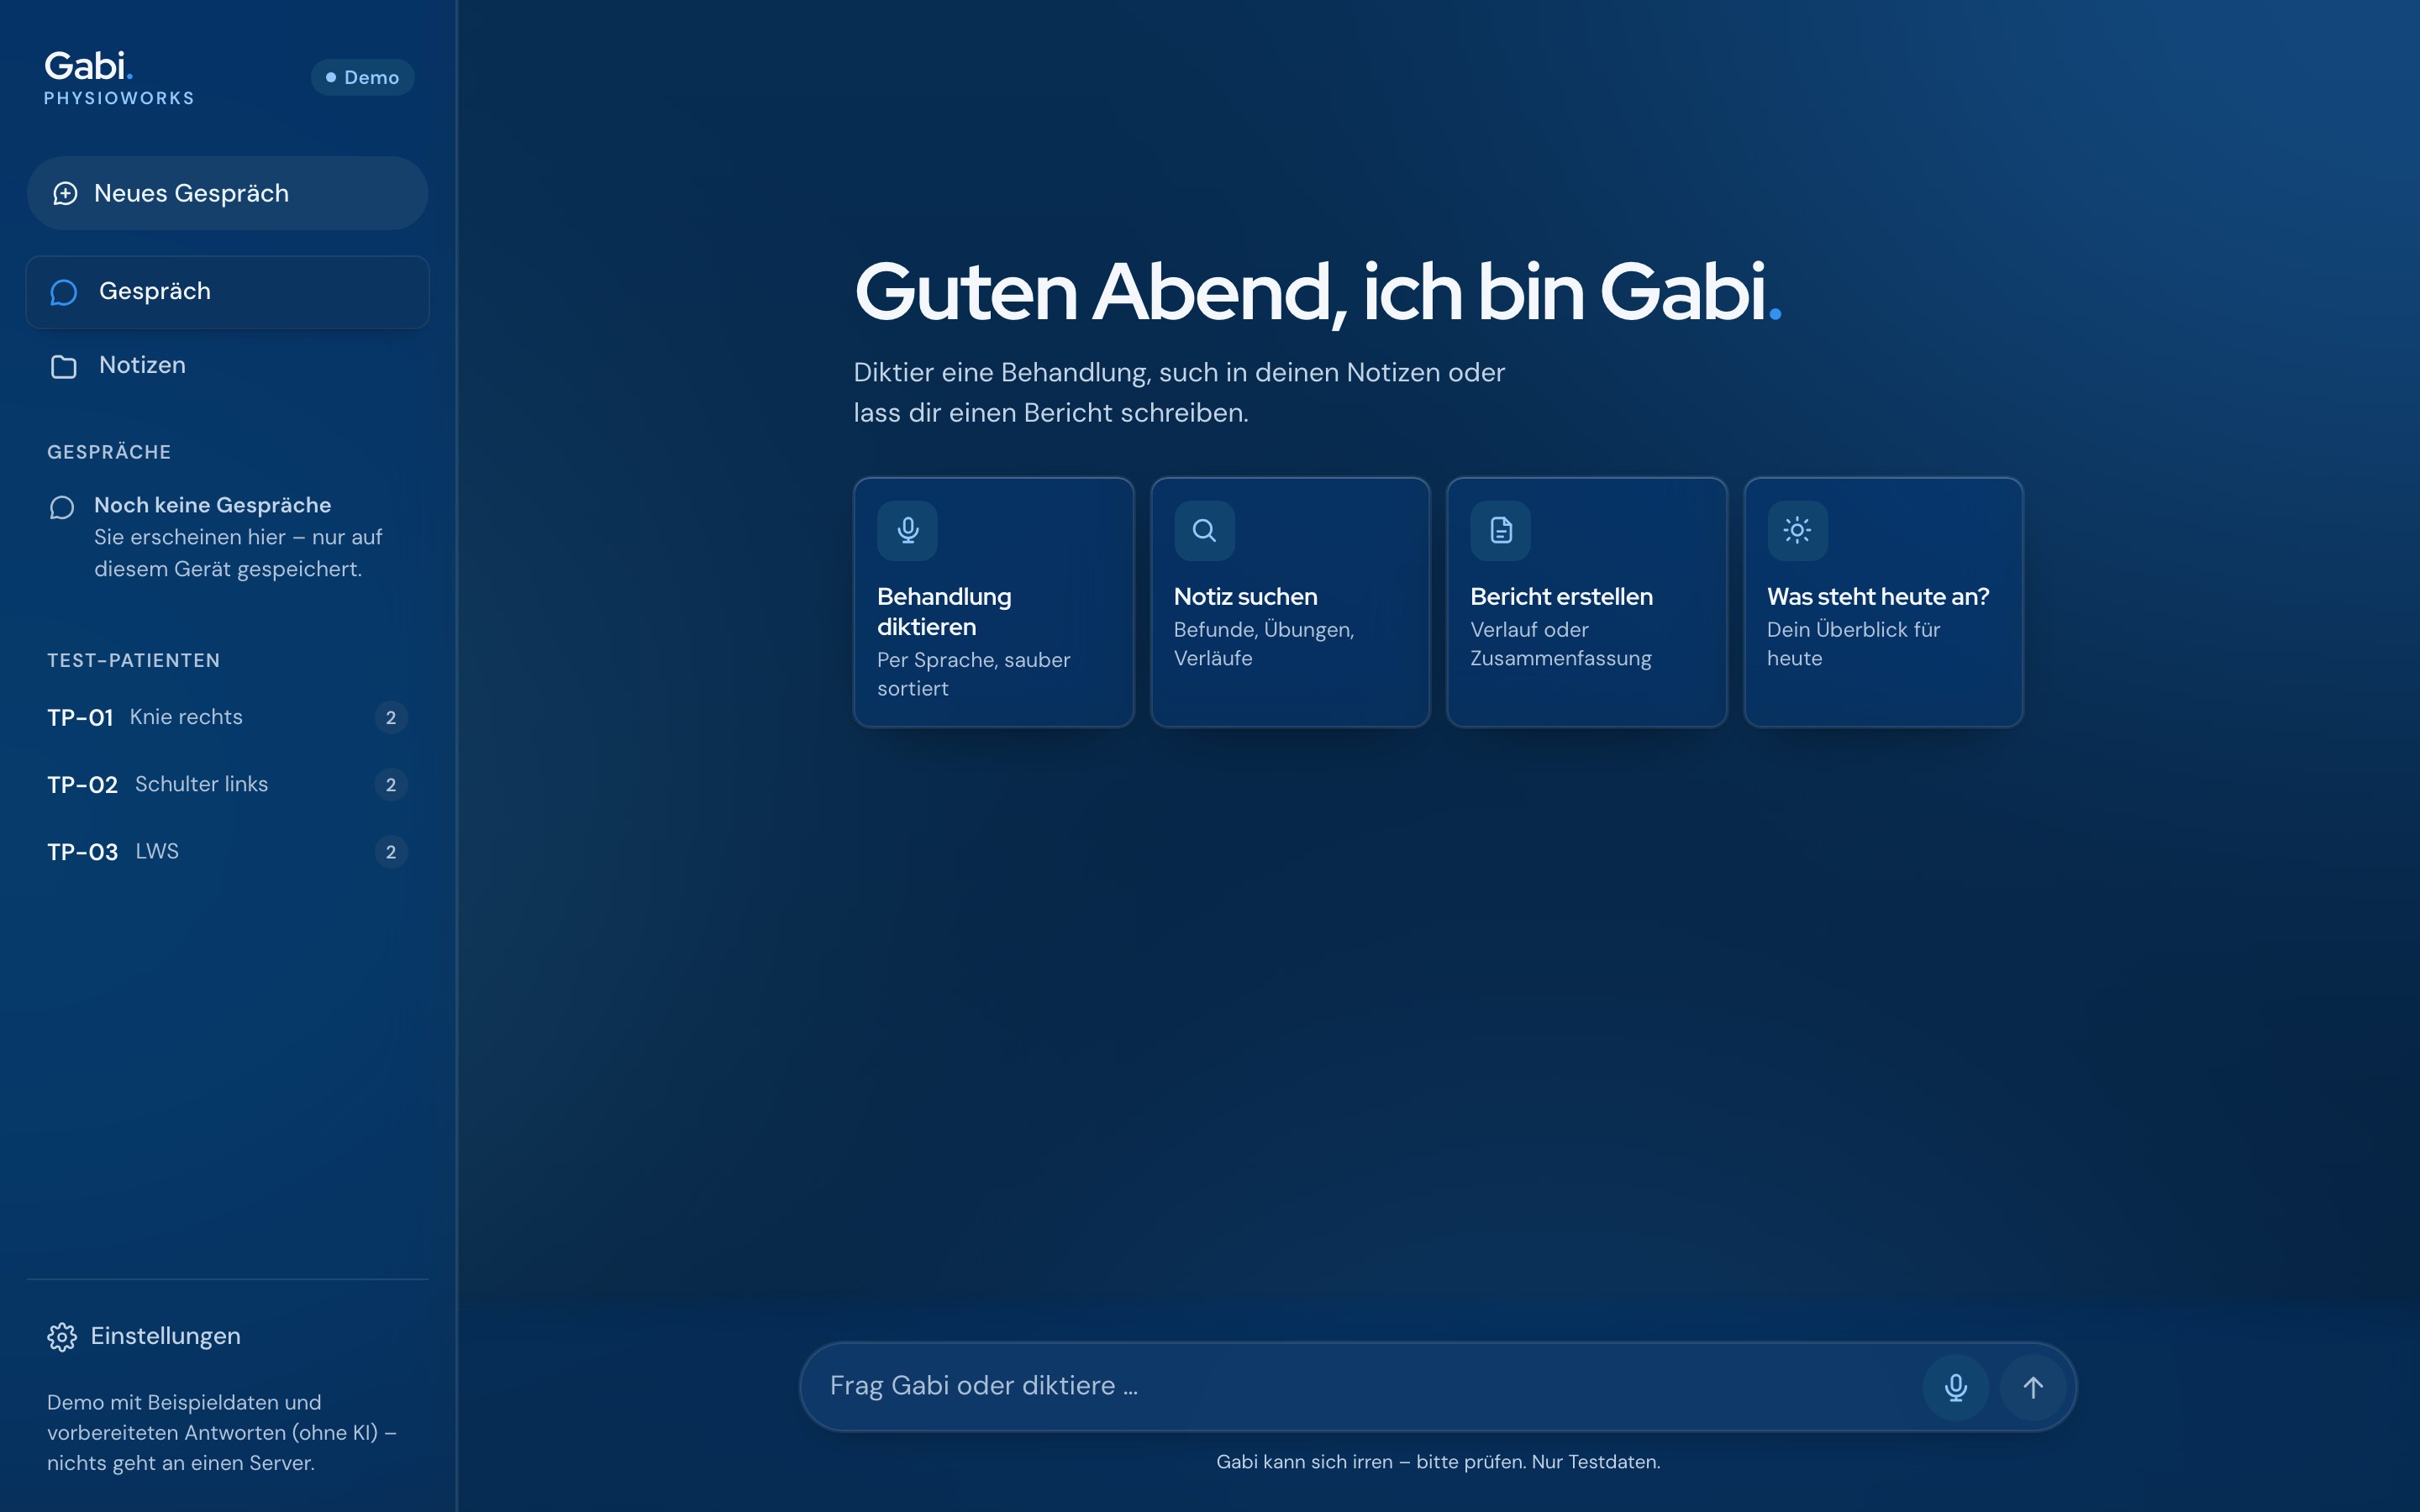 Gabi.
PHYSIOWORKS
Demo
Neues Gespräch
Gespräch
Notizen
GESPRÄCHE
Noch keine Gespräche
Sie erscheinen hier – nur auf
diesem Gerät gespeichert.
TEST-PATIENTEN
TP-01 Knie rechts 2
TP-02 Schulter links 2
TP-03 LWS 2
Einstellungen
Demo mit Beispieldaten und
vorbereiteten Antworten (ohne KI) –
nichts geht an einen Server.
Guten Abend, ich bin Gabi.
Diktier eine Behandlung, such in deinen Notizen oder
lass dir einen Bericht schreiben.
Behandlung
diktieren
Per Sprache, sauber
sortiert
Notiz suchen
Befunde, Übungen,
Verläufe
Bericht erstellen
Verlauf oder
Zusammenfassung
Was steht heute an?
Dein Überblick für
heute
Frag Gabi oder diktiere ...
Gabi kann sich irren – bitte prüfen. Nur Testdaten.